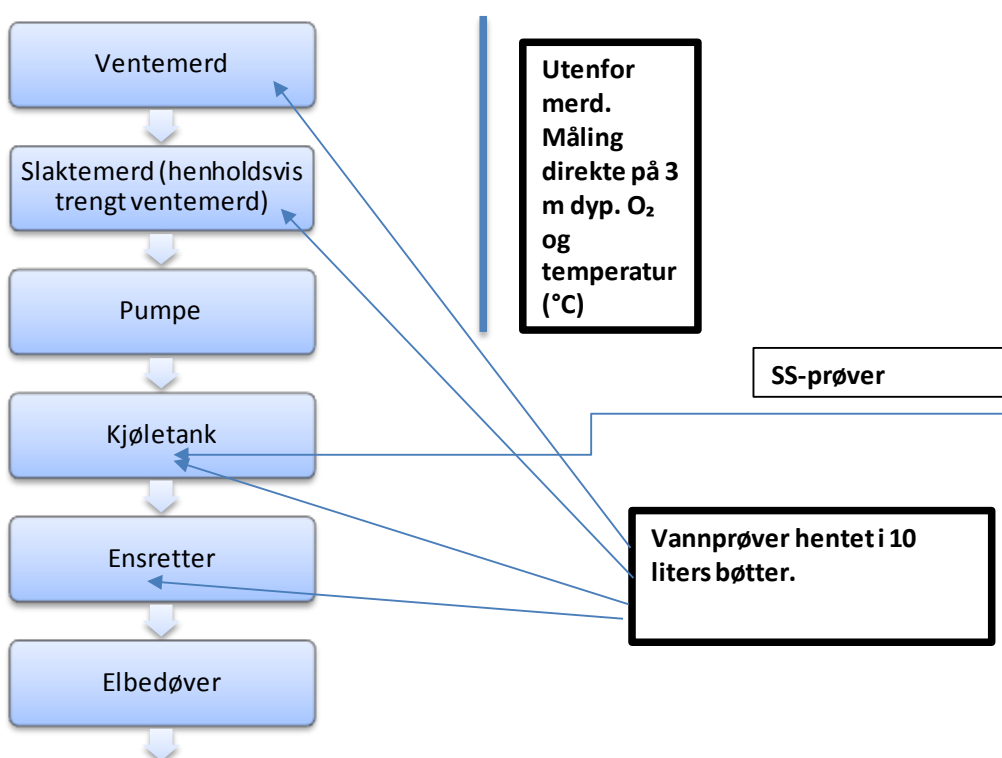 Ventemerd
Slaktemerd (henholdsvis
trengt ventemerd)
Pumpe
Kjøletank
Ensretter
Elbedøver
Utenfor
merd.
Måling
direkte på 3
m dyp. O₂
og
temperatur
(°C)
SS-prøver
Vannprøver hentet i 10
liters bøtter.